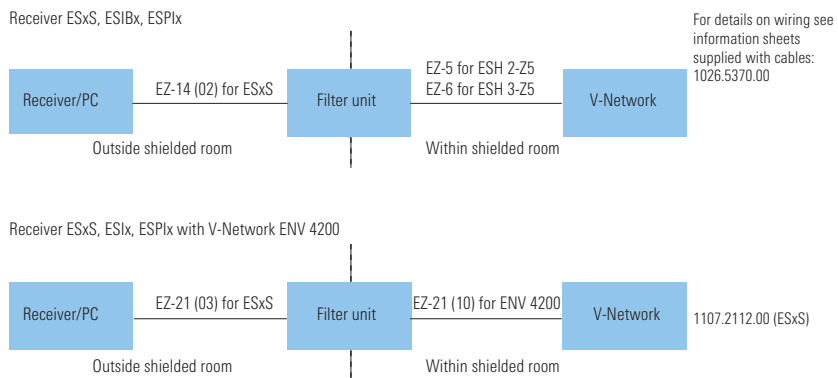 Receiver ESxS, ESIBx, ESPIx
For details on wiring see
information sheets
supplied with cables:
1026.5370.00
EZ-5 for ESH 2-Z5
EZ-6 for ESH 3-Z5
Receiver/PC
EZ-14 (02) for ESxS
Filter unit
V-Network
Outside shielded room
Within shielded room
Receiver ESxS, ESIx, ESPIx with V-Network ENV 4200
Receiver/PC
EZ-21 (03) for ESxS
Filter unit
EZ-21 (10) for ENV 4200
V-Network
1107.2112.00 (ESxS)
Outside shielded room
Within shielded room